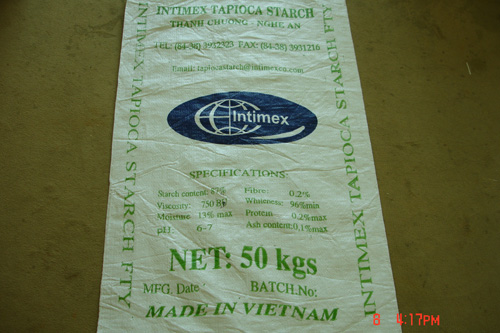 INTIMEX TAPIOCA STARCH
THANH CHUONG - NGHE AN
TEL: (84-38) 3932323 FAX: (84-38) 3931216
Email: tapiocastarch@intimexco.com
Intimex
SPECIFICATIONS:
Starch content: 87% Fibre: 0.2%
Viscosity: 750 BF Whiteness: 96%min
Moisture 13% max Protein 0.2%max
pH: 6-7 Ash content:0,1%max
NET: 50 kgs
MFG. Date : BATCH.No:
MADE IN VIETNAM
INTIMEX TAPIOCA STARCH FTY
INTIMEX TAPIOCA STARCH FTY
8 4:17PM